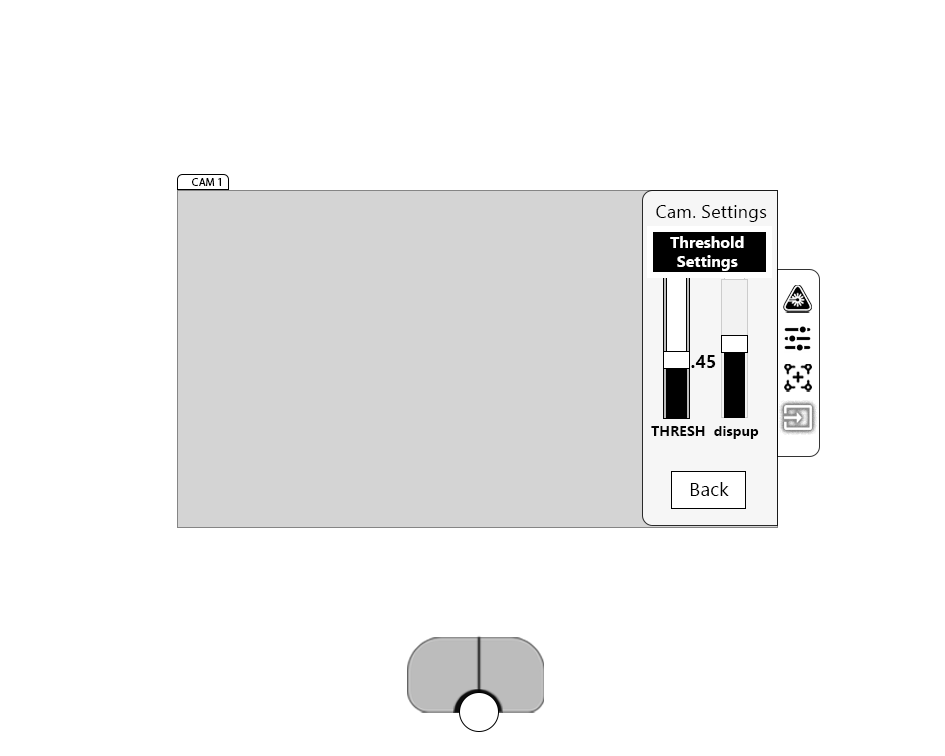 CAM 1
Cam. Settings
Threshold
Settings
.45
THRESH dispup
Back